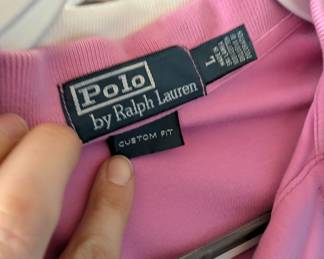 Polo
by Ralph Lauren
L
CUSTOM FIT